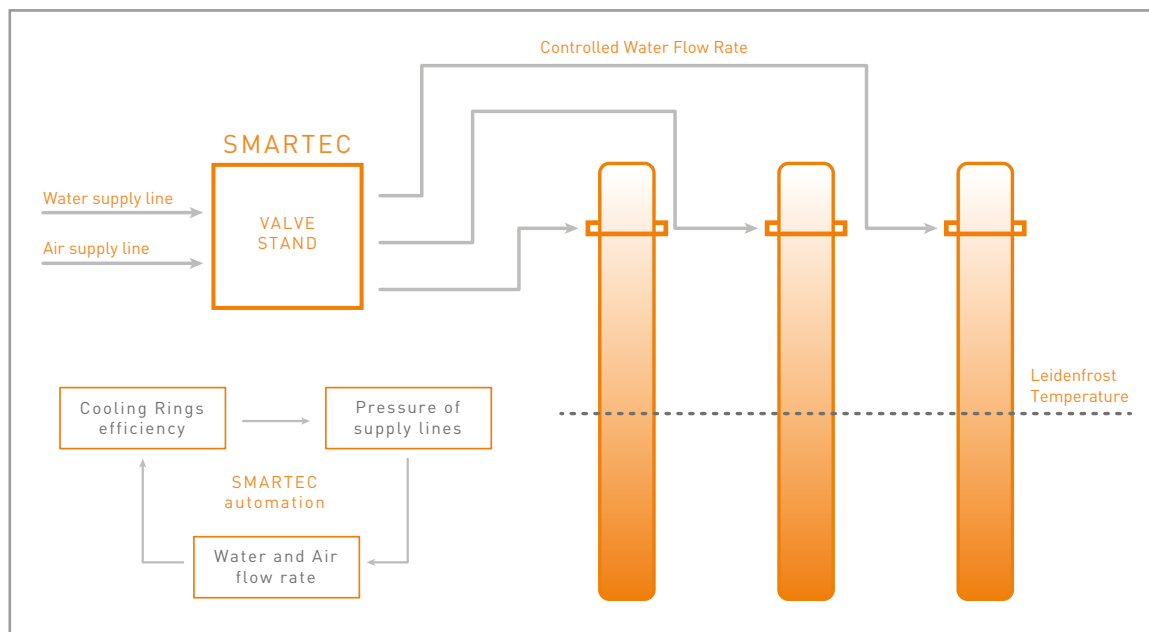 Controlled Water Flow Rate
SMARTEC
Water supply line
VALVE
STAND
Air supply line
Leidenfrost
Temperature
Cooling Rings
efficiency
Pressure of
supply lines
SMARTEC
automation
Water and Air
flow rate